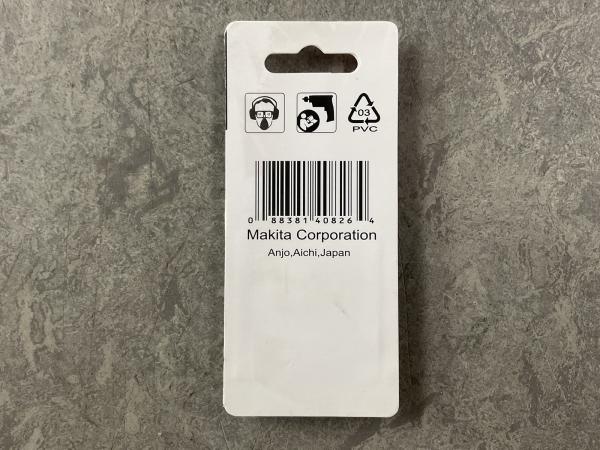 03
PVC
0 88381 40826 4
Makita Corporation
Anjo,Aichi,Japan